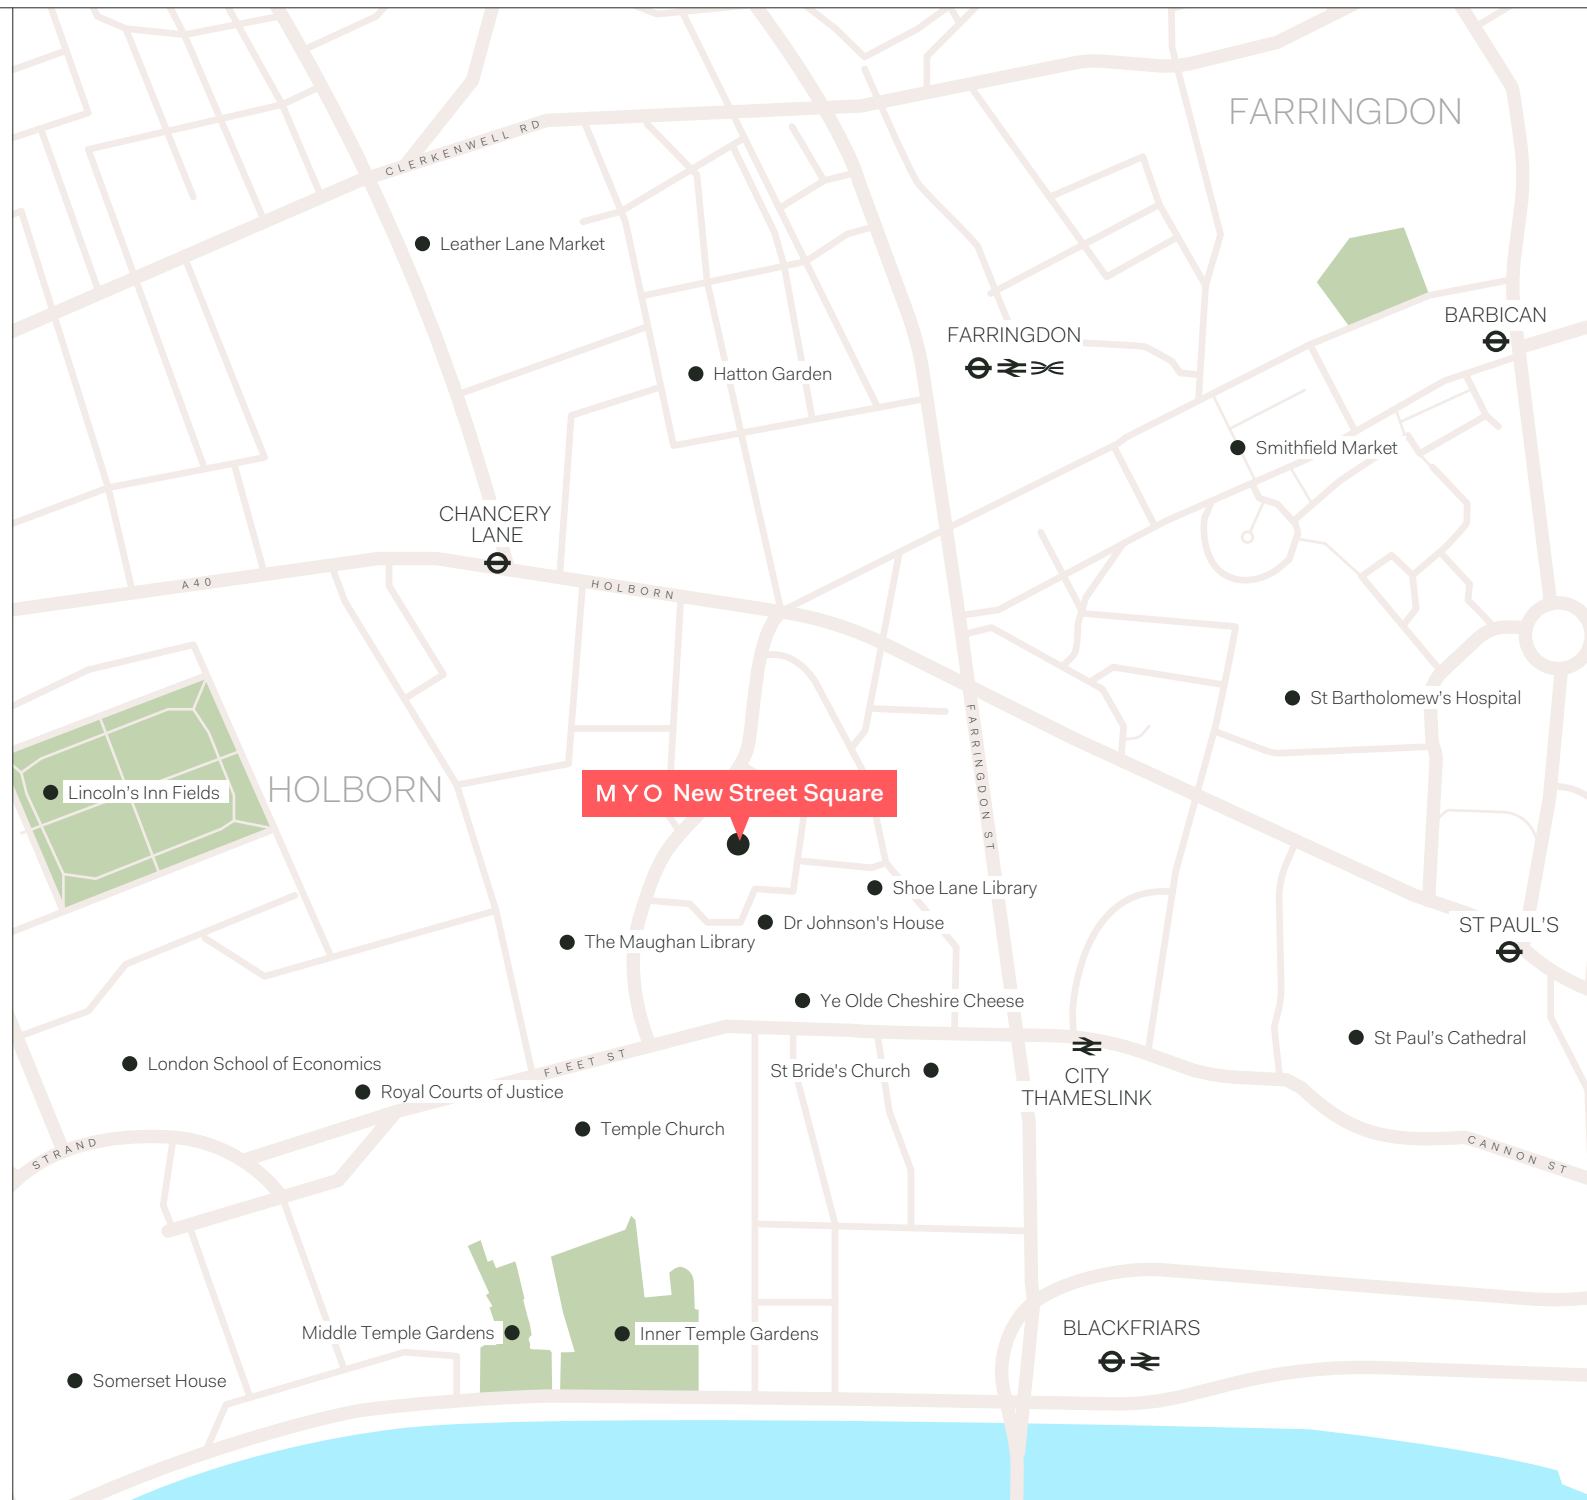 FARRINGDON
CLERKENWELL RD
Leather Lane Market
BARBICAN
FARRINGDON
Hatton Garden
Smithfield Market
CHANCERY
LANE
A40
HOLBORN
St Bartholomew's Hospital
FARRINGDON ST
HOLBORN
Lincoln's Inn Fields
MYO New Street Square
Shoe Lane Library
Dr Johnson's House
ST PAUL'S
The Maughan Library
Ye Olde Cheshire Cheese
St Paul's Cathedral
London School of Economics
FLEET ST
St Bride's Church
CITY
THAMESLINK
Royal Courts of Justice
Temple Church
STRAND
CANNON ST
Middle Temple Gardens
Inner Temple Gardens
BLACKFRIARS
Somerset House